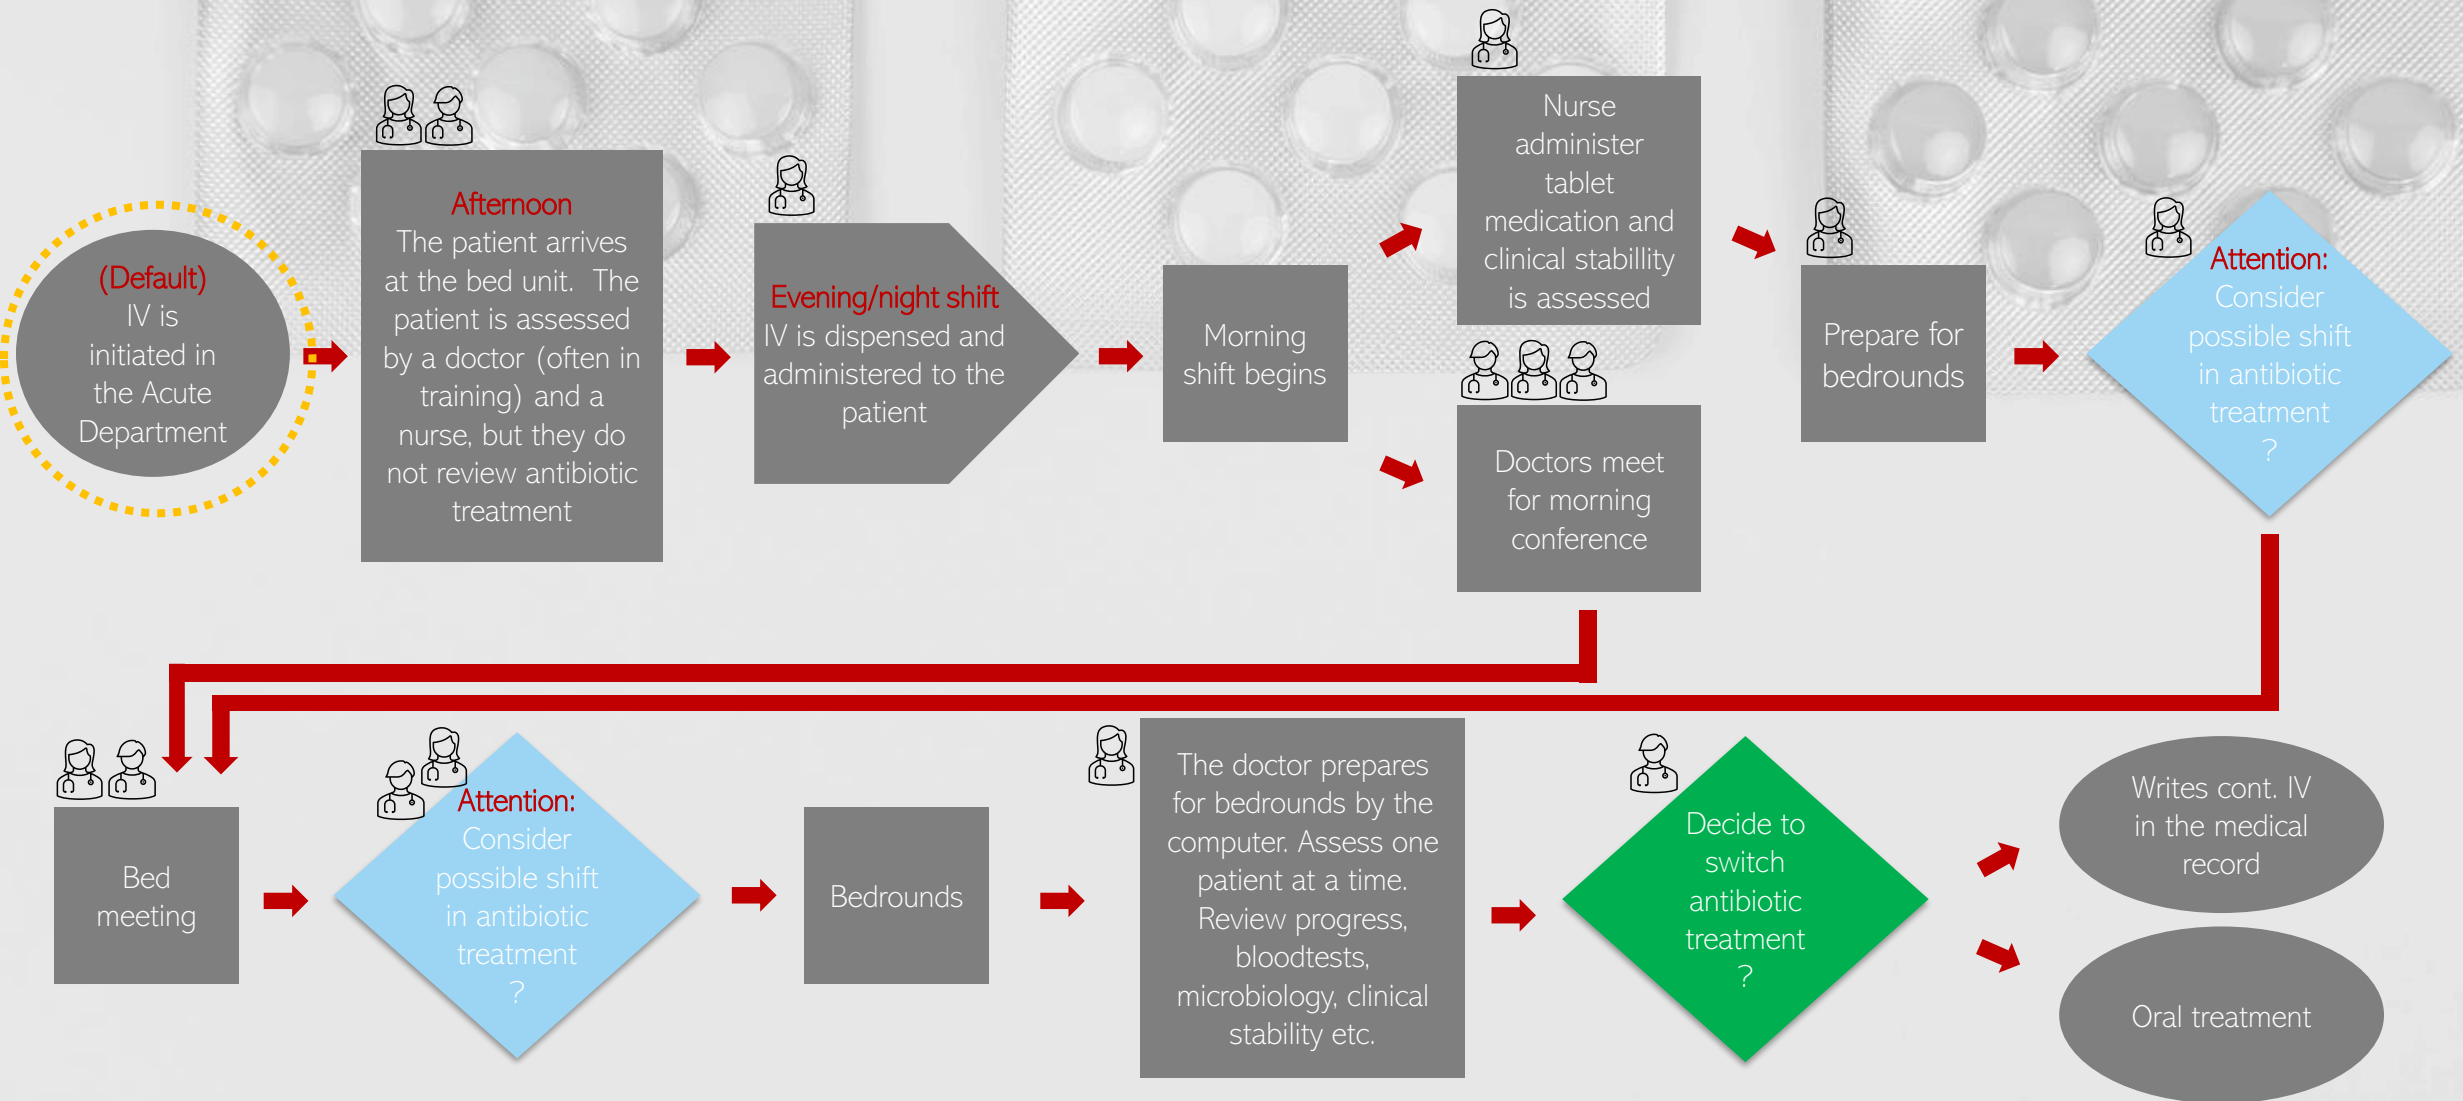 (Default)
IV is
initiated in
the Acute
Department
Afternoon
The patient arrives
at the bed unit. The
patient is assessed
by a doctor (often in
training) and a
nurse, but they do
not review antibiotic
treatment
Evening/night shift
IV is dispensed and
administered to the
patient
Morning
shift begins
Nurse
administer
tablet
medication and
clinical stabillity
is assessed
Doctors meet
for morning
conference
Prepare for
bedrounds
Attention:
Consider
possible shift
in antibiotic
treatment
?
Bed
meeting
Attention:
Consider
possible shift
in antibiotic
treatment
?
Bedrounds
The doctor prepares
for bedrounds by the
computer. Assess one
patient at a time.
Review progress,
bloodtests,
microbiology, clinical
stability etc.
Decide to
switch
antibiotic
treatment
?
Writes cont. IV
in the medical
record
Oral treatment